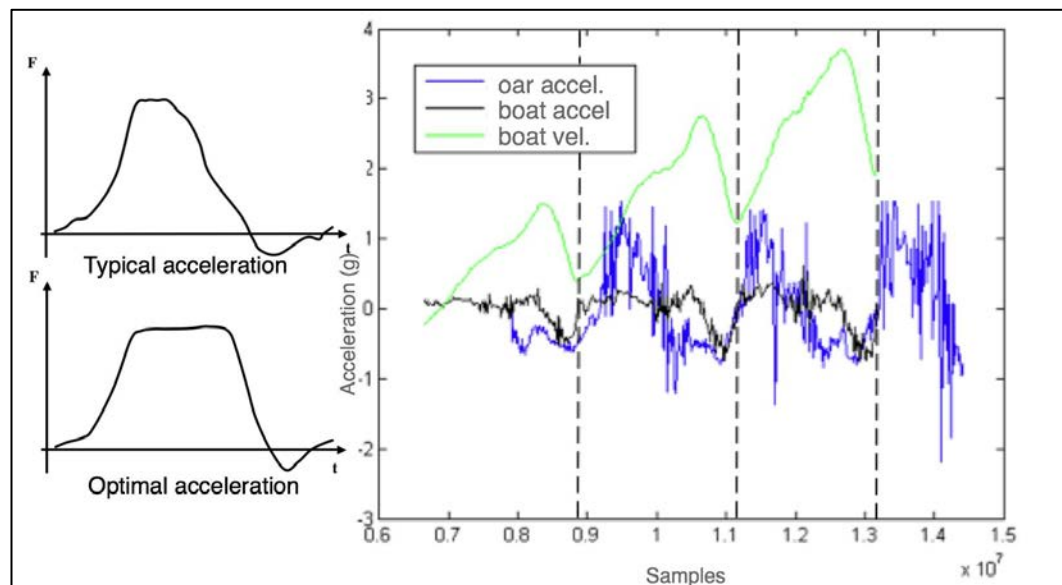 F
t
Typical acceleration
F
t
Optimal acceleration
oar accel.
boat accel
boat vel.
Acceleration (g)
4
3
2
1
0
-1
-2
-3
0.6 0.7 0.8 0.9 1 1.1 1.2 1.3 1.4 1.5
x 10⁷
Samples